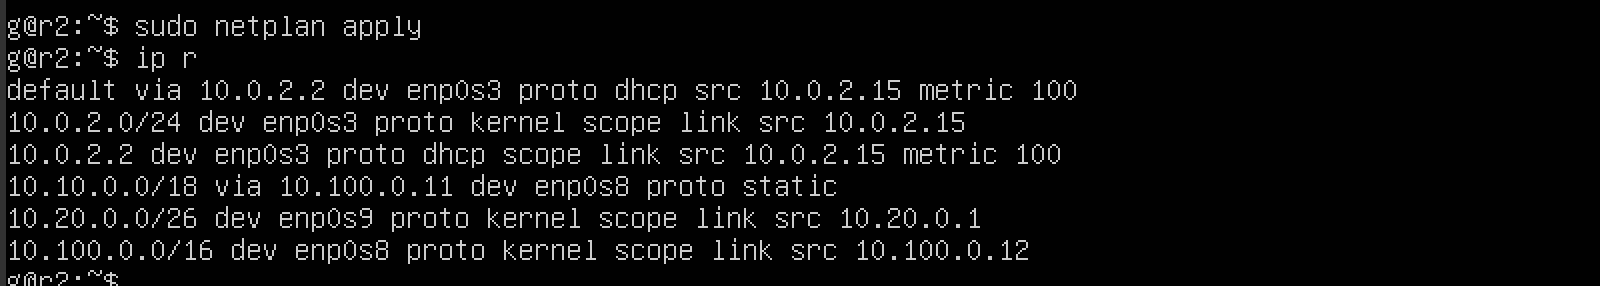 g@r2:~$ sudo netplan apply
g@r2:~$ ip r
default via 10.0.2.2 dev enp0s3 proto dhcp src 10.0.2.15 metric 100
10.0.2.0/24 dev enp0s3 proto kernel scope link src 10.0.2.15
10.0.2.2 dev enp0s3 proto dhcp scope link src 10.0.2.15 metric 100
10.10.0.0/18 via 10.100.0.11 dev enp0s8 proto static
10.20.0.0/26 dev enp0s9 proto kernel scope link src 10.20.0.1
10.100.0.0/16 dev enp0s8 proto kernel scope link src 10.100.0.12
g@r2:~$